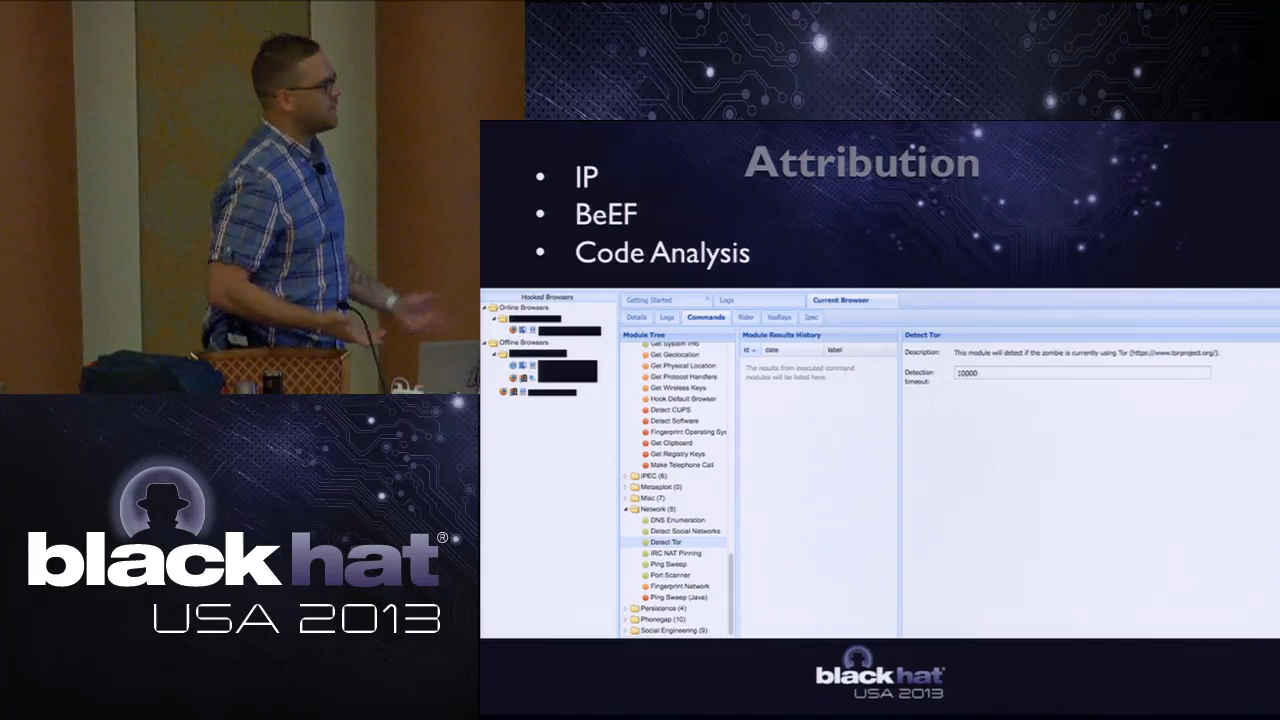 Attribution
• IP
• BeEF
• Code Analysis
Hooked Browsers
Online Browsers
Offline Browsers
Getting Started
Logs
Current Browser
Details
Logs
Commands
Rider
XssRays
Ipec
Module Tree
Get System Info
Get Geolocation
Get Physical Location
Get Protocol Handlers
Get Wireless Keys
Hook Default Browser
Detect CUPS
Detect Software
Fingerprint Operating Sys
Get Clipboard
Get Registry Keys
Make Telephone Call
IPEC (6)
Metasploit (0)
Misc (7)
Network (8)
DNS Enumeration
Detect Social Networks
Detect Tor
IRC NAT Pinning
Ping Sweep
Port Scanner
Fingerprint Network
Ping Sweep (Java)
Persistence (4)
Phonegap (10)
Social Engineering (9)
Module Results History
id date label
The results from executed command
modules will be listed here.
Detect Tor
Description: This module will detect if the zombie is currently using Tor (https://www.torproject.org/).
Detection
timeout:
10000
black hat®
USA 2013
black hat
USA 2013